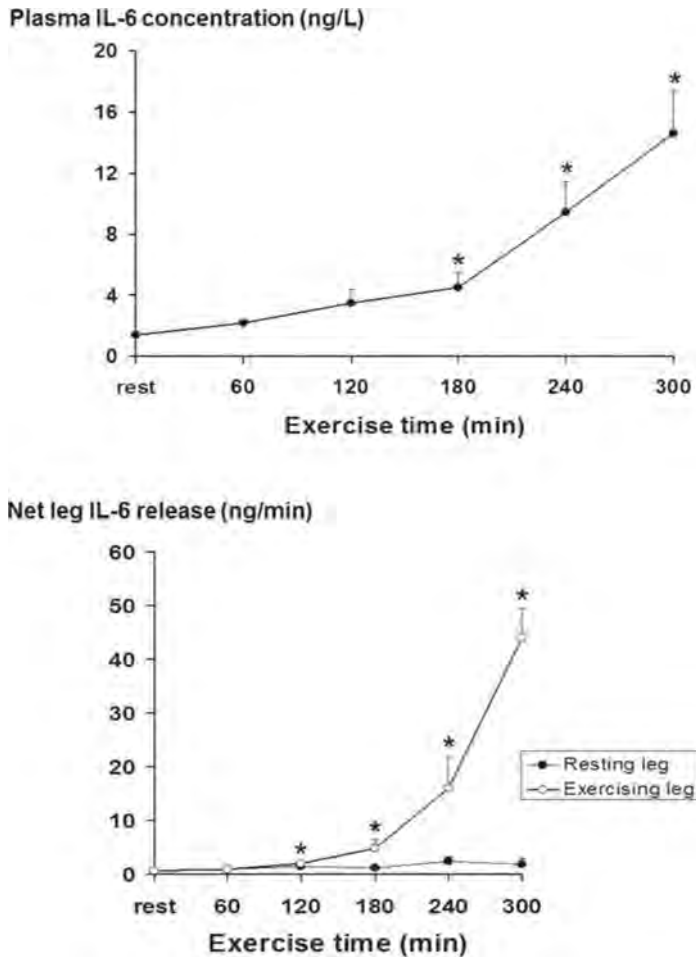 Plasma IL-6 concentration (ng/L)
20
16
12
8
4
0
* * *
rest 60 120 180 240 300
Exercise time (min)
Net leg IL-6 release (ng/min)
60
50
40
30
20
10
0
* * * *
Resting leg
Exercising leg
rest 60 120 180 240 300
Exercise time (min)